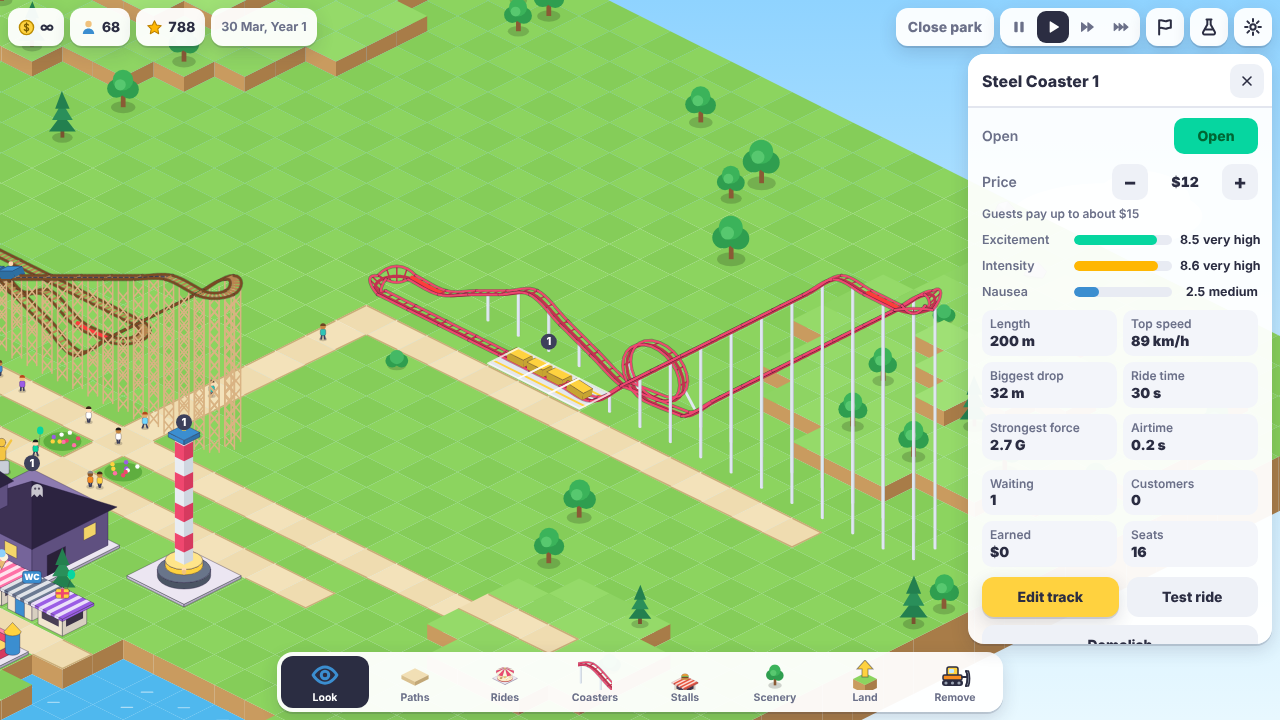 ∞
68
788
30 Mar, Year 1
Close park
Steel Coaster 1
Open
Open
Price
−
$12
+
Guests pay up to about $15
Excitement
8.5 very high
Intensity
8.6 very high
Nausea
2.5 medium
Length
200 m
Top speed
89 km/h
Biggest drop
32 m
Ride time
30 s
Strongest force
2.7 G
Airtime
0.2 s
Waiting
1
Customers
0
Earned
$0
Seats
16
Edit track
Test ride
Demolish
1
1
1
WC
Look
Paths
Rides
Coasters
Stalls
Scenery
Land
Remove